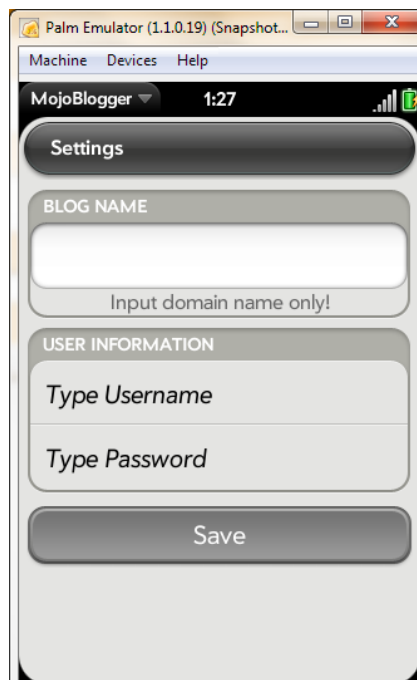 Palm Emulator (1.1.0.19) (Snapshot...
Machine Devices Help
MojoBlogger 1:27
Settings
BLOG NAME
Input domain name only!
USER INFORMATION
Type Username
Type Password
Save